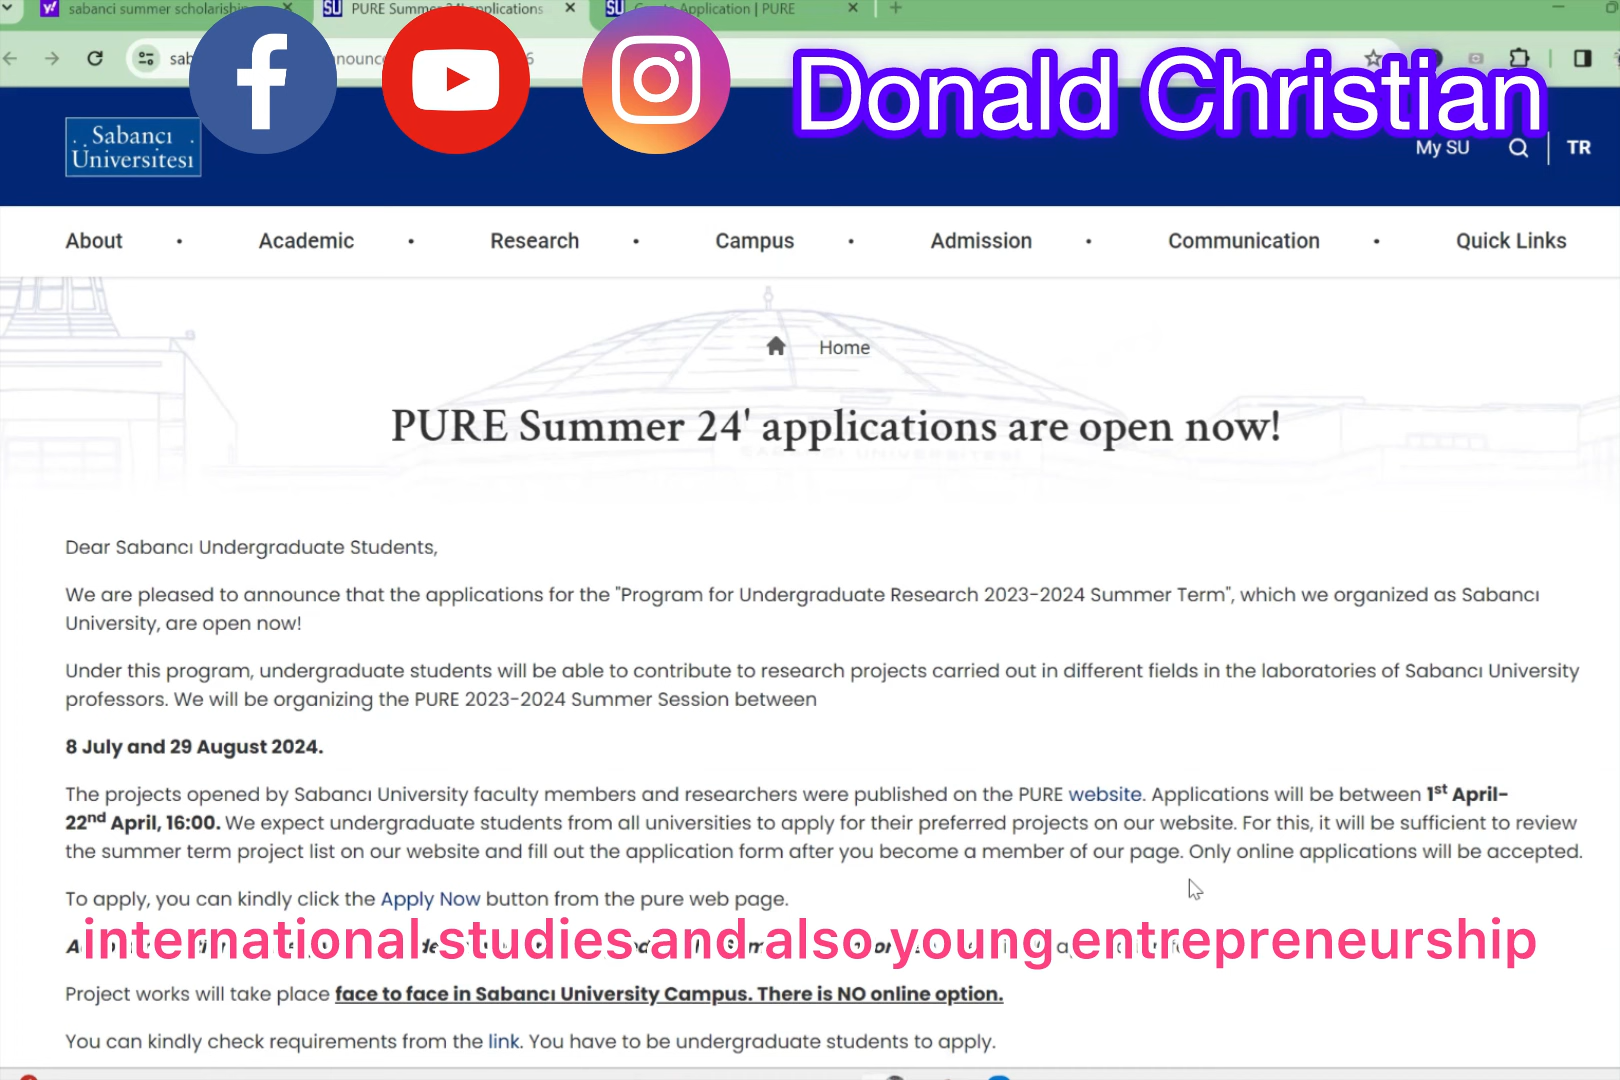 sabanci summer scholarship
PURE Summer 24' applications
Application | PURE
sab
Donald Christian
Sabancı
Üniversitesi
My SU
TR
About • Academic • Research • Campus • Admission • Communication • Quick Links
Home
PURE Summer 24' applications are open now!
Dear Sabancı Undergraduate Students,
We are pleased to announce that the applications for the "Program for Undergraduate Research 2023-2024 Summer Term", which we organized as Sabancı
University, are open now!
Under this program, undergraduate students will be able to contribute to research projects carried out in different fields in the laboratories of Sabancı University
professors. We will be organizing the PURE 2023-2024 Summer Session between
8 July and 29 August 2024.
The projects opened by Sabancı University faculty members and researchers were published on the PURE website. Applications will be between 1st April-
22nd April, 16:00. We expect undergraduate students from all universities to apply for their preferred projects on our website. For this, it will be sufficient to review
the summer term project list on our website and fill out the application form after you become a member of our page. Only online applications will be accepted.
To apply, you can kindly click the Apply Now button from the pure web page.
international studies and also young entrepreneurship
Project works will take place face to face in Sabancı University Campus. There is NO online option.
You can kindly check requirements from the link. You have to be undergraduate students to apply.